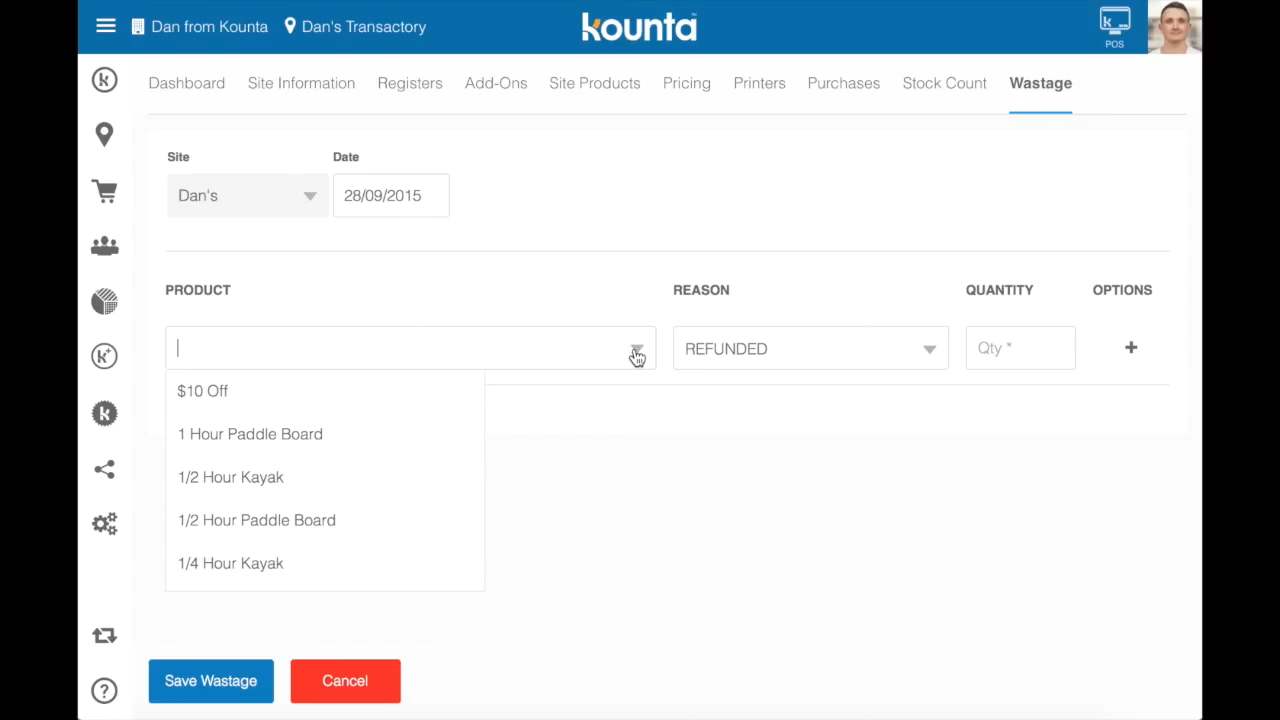 Dan from Kounta Dan's Transactory kounta POS
Dashboard Site Information Registers Add-Ons Site Products Pricing Printers Purchases Stock Count Wastage
Site Date
Dan's 28/09/2015
PRODUCT REASON QUANTITY OPTIONS
REFUNDED Qty * +
$10 Off
1 Hour Paddle Board
1/2 Hour Kayak
1/2 Hour Paddle Board
1/4 Hour Kayak
Save Wastage Cancel